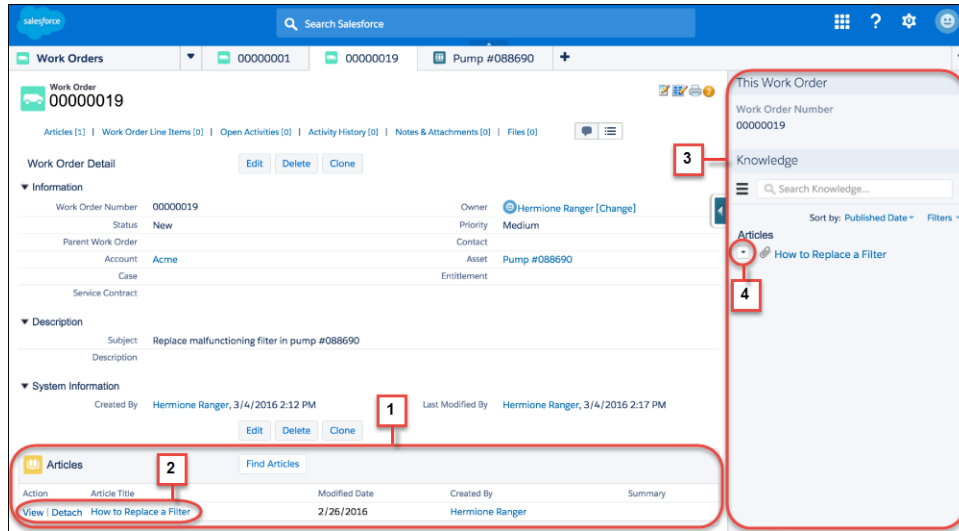 salesforce
Search Salesforce
Work Orders
00000001
00000019
Pump #088690
Work Order
00000019
Articles [1] | Work Order Line Items [0] | Open Activities [0] | Activity History [0] | Notes & Attachments [0] | Files [0]
Work Order Detail
Edit Delete Clone
Information
Work Order Number 00000019 Owner Hermione Ranger [Change]
Status New Priority Medium
Parent Work Order Contact
Account Acme Asset Pump #088690
Case Entitlement
Service Contract
Description
Subject Replace malfunctioning filter in pump #088690
Description
System Information
Created By Hermione Ranger, 3/4/2016 2:12 PM Last Modified By Hermione Ranger, 3/4/2016 2:17 PM
Edit Delete Clone
1
Articles Find Articles
2
Action Article Title Modified Date Created By Summary
View | Detach How to Replace a Filter 2/26/2016 Hermione Ranger
This Work Order
Work Order Number
00000019
3
Knowledge
Search Knowledge...
Sort by: Published Date Filters
Articles
How to Replace a Filter
4